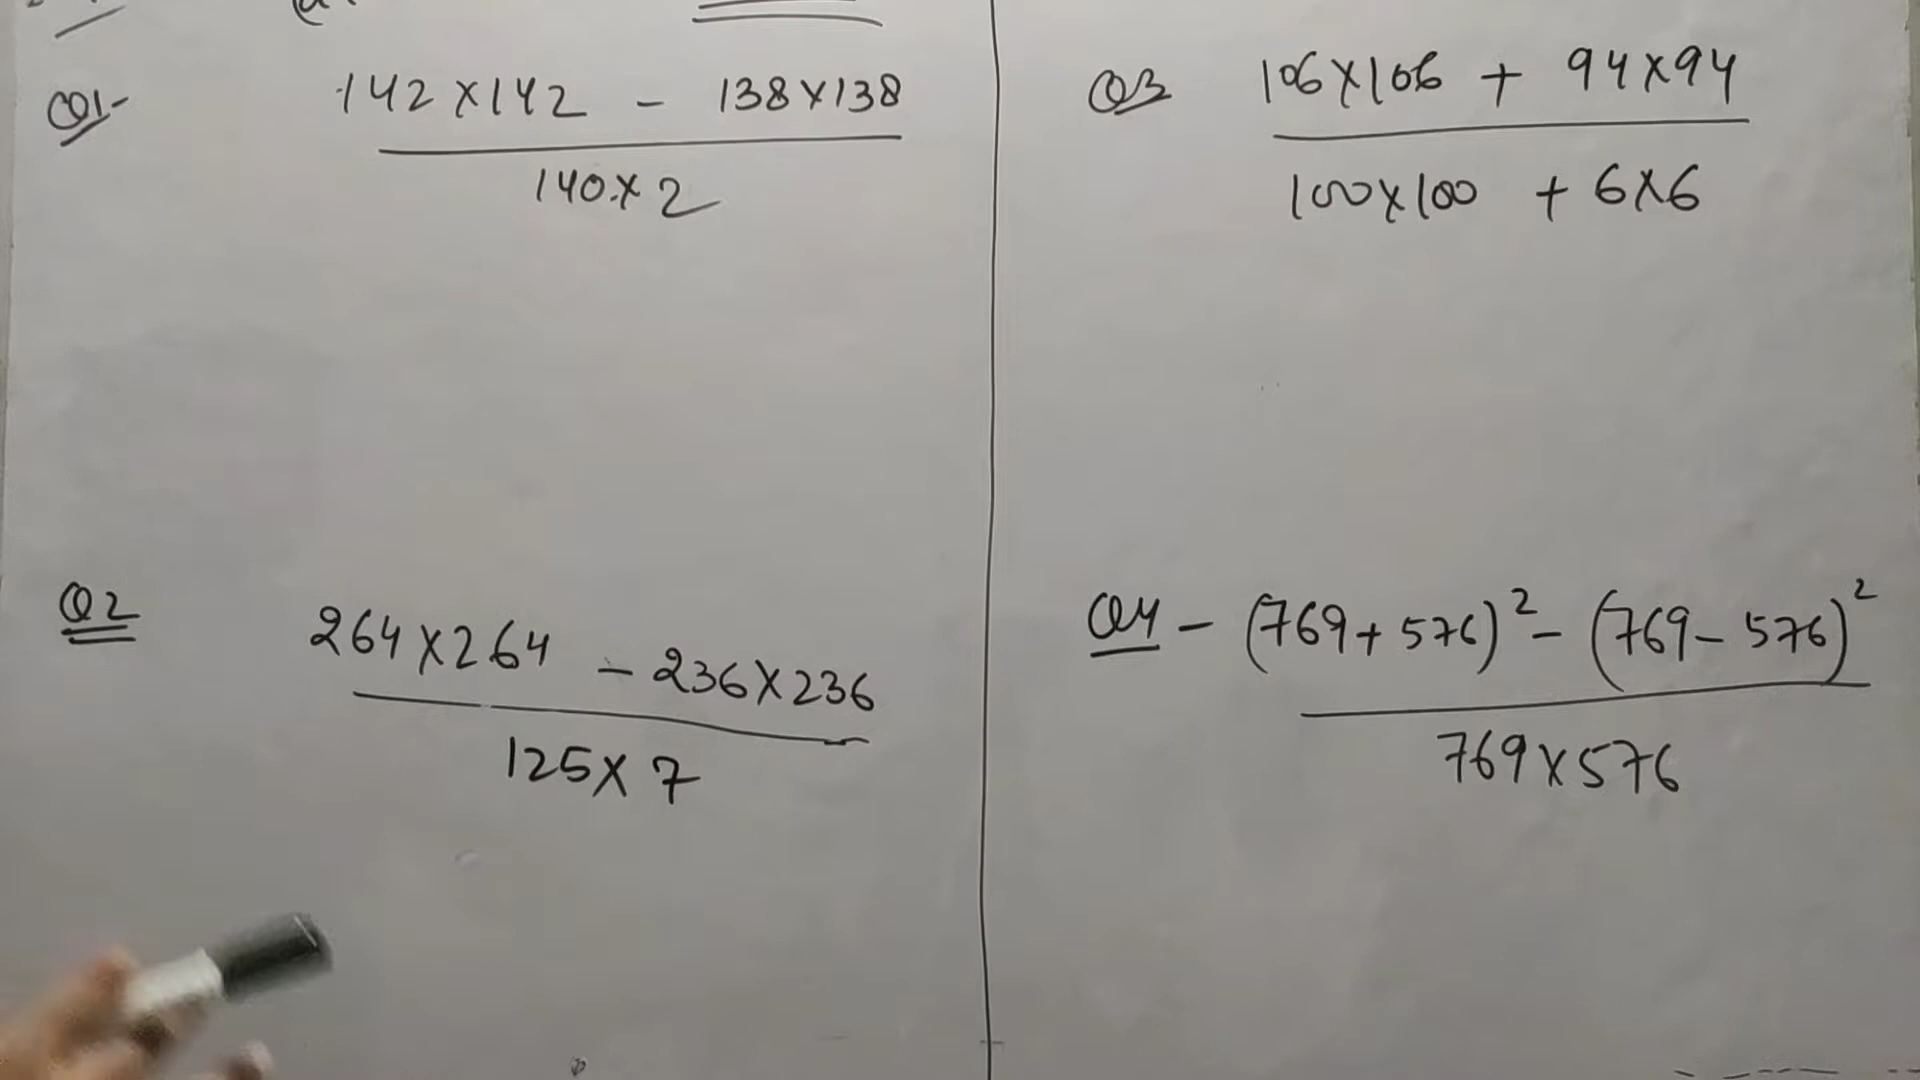 Q1-
142 x 142 - 138 x 138
140 x 2
Q2
264 x 264 - 236 x 236
125 x 7
Q3
106 x 106 + 94 x 94
100 x 100 + 6 x 6
Q4 - (769 + 576)² - (769 - 576)²
769 x 576